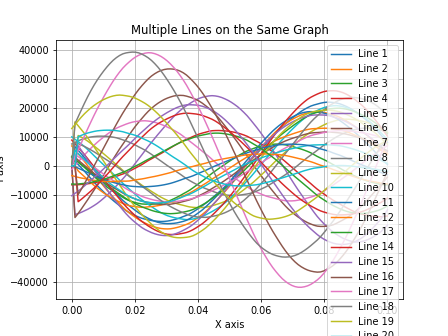 Multiple Lines on the Same Graph
40000
30000
20000
10000
0
−10000
−20000
−30000
−40000
0.00
0.02
0.04
0.06
0.08
X axis
axis
Line 1
Line 2
Line 3
Line 4
Line 5
Line 6
Line 7
Line 8
Line 9
Line 10
Line 11
Line 12
Line 13
Line 14
Line 15
Line 16
Line 17
Line 18
Line 19
Line 20